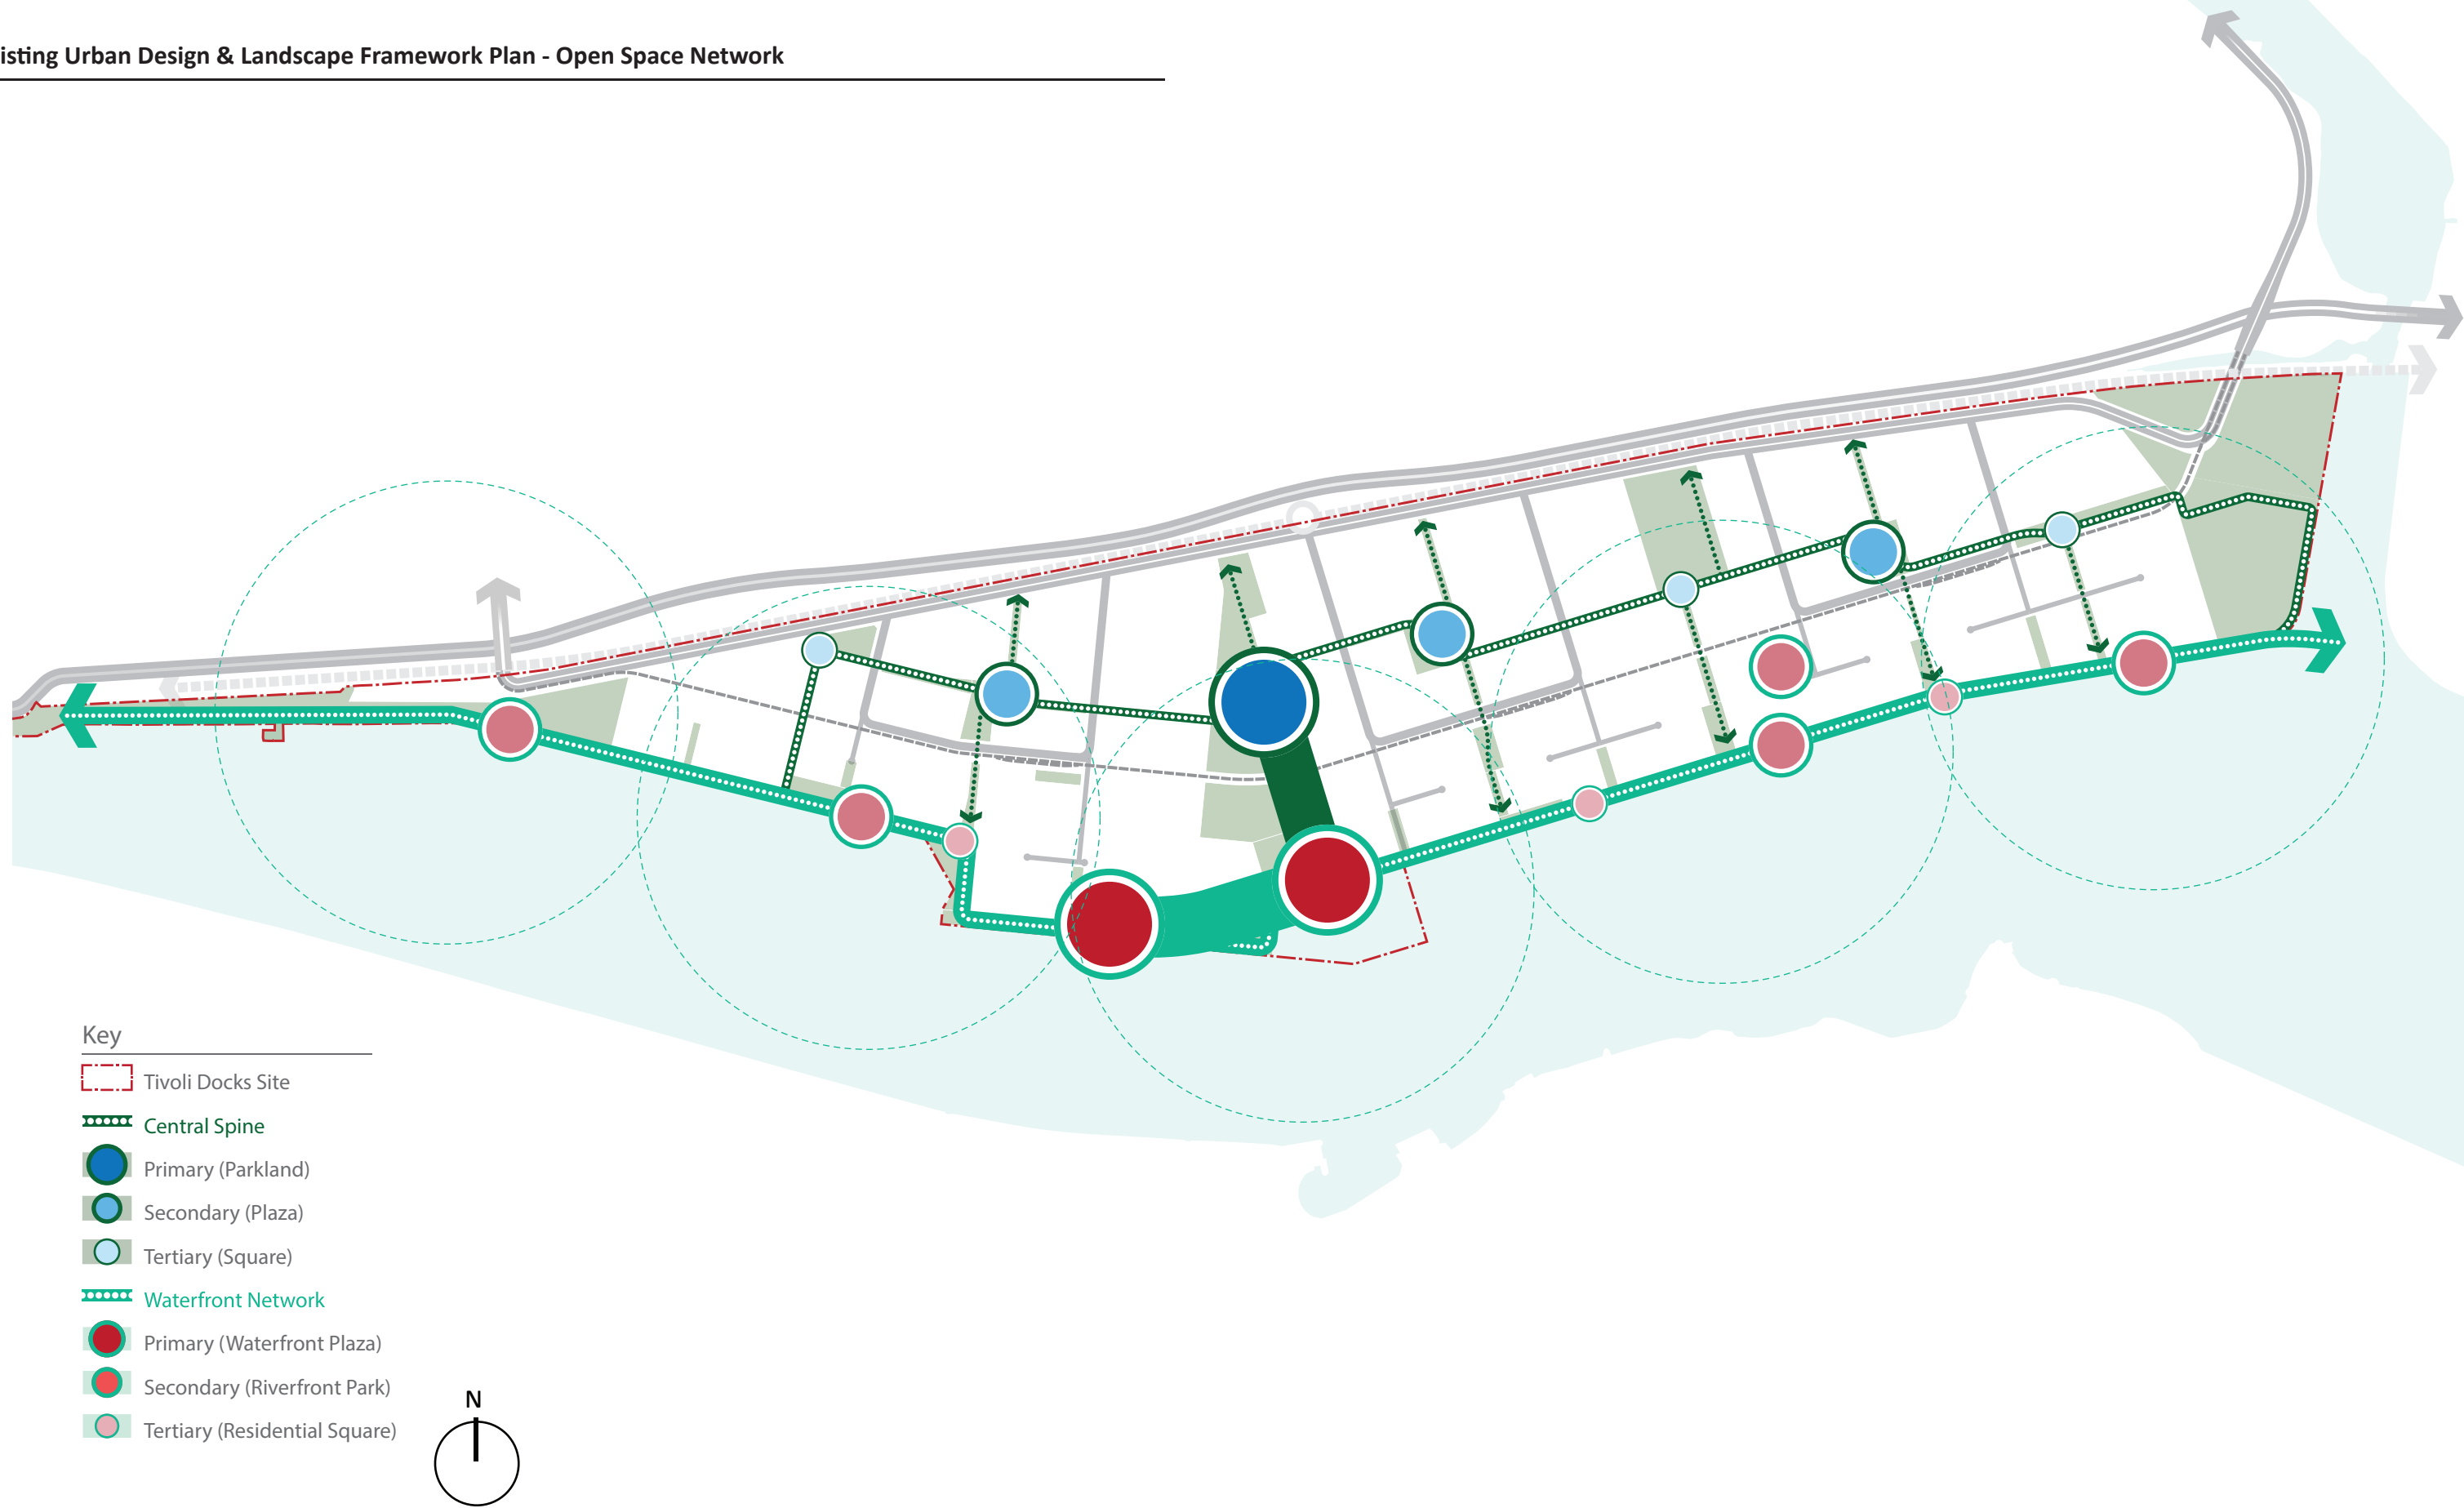 isting Urban Design & Landscape Framework Plan - Open Space Network
Key
Tivoli Docks Site
Central Spine
Primary (Parkland)
Secondary (Plaza)
Tertiary (Square)
Waterfront Network
Primary (Waterfront Plaza)
Secondary (Riverfront Park)
Tertiary (Residential Square)
N